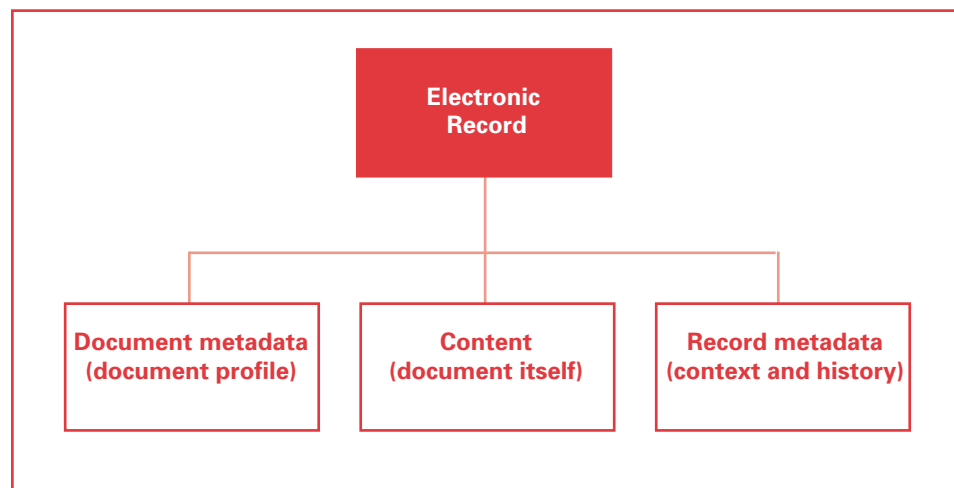 Electronic
Record
Document metadata
(document profile)
Content
(document itself)
Record metadata
(context and history)